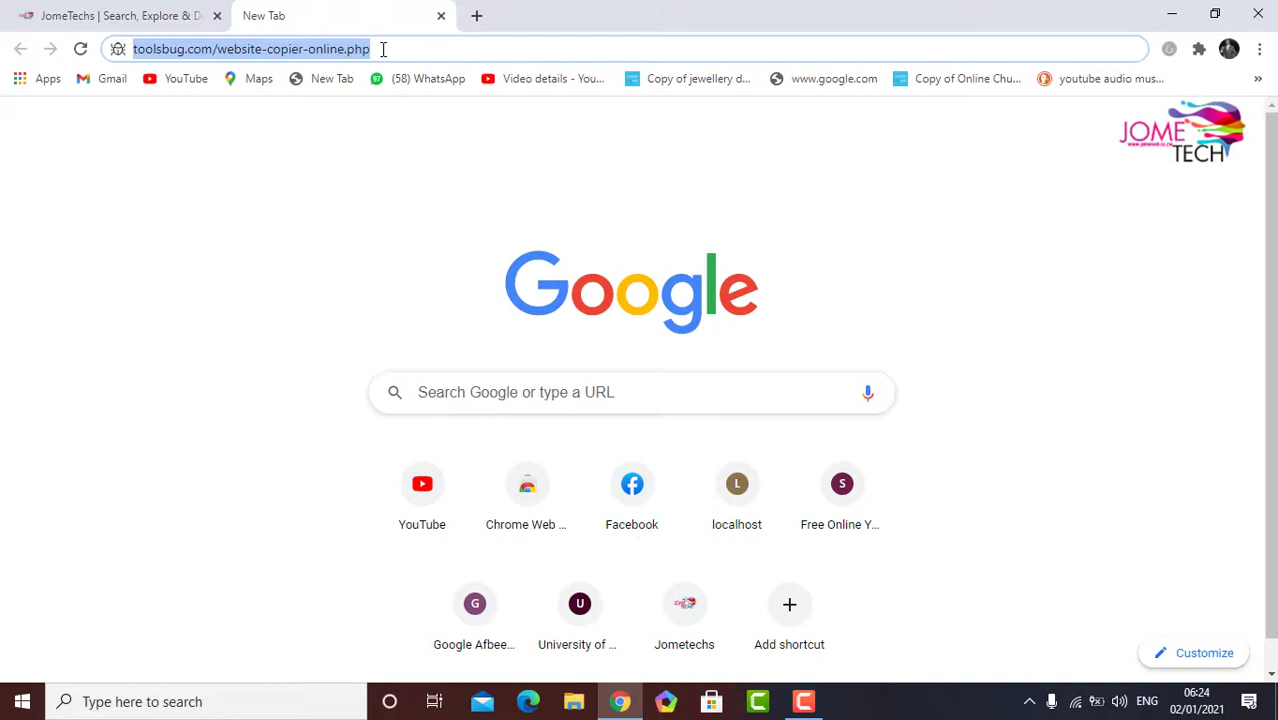 JomeTechs | Search, Explore & D
New Tab
toolsbug.com/website-copier-online.php
Apps
Gmail
YouTube
Maps
New Tab
97
(58) WhatsApp
Video details - You...
Copy of jewellery d...
www.google.com
Copy of Online Chu...
youtube audio mus...
»
JOME
TECH
Google
Search Google or type a URL
L
S
YouTube
Chrome Web ...
Facebook
localhost
Free Online Y...
G
U
Google Afbee...
University of ...
Jometechs
Add shortcut
Customize
Type here to search
ENG
06:24
02/01/2021